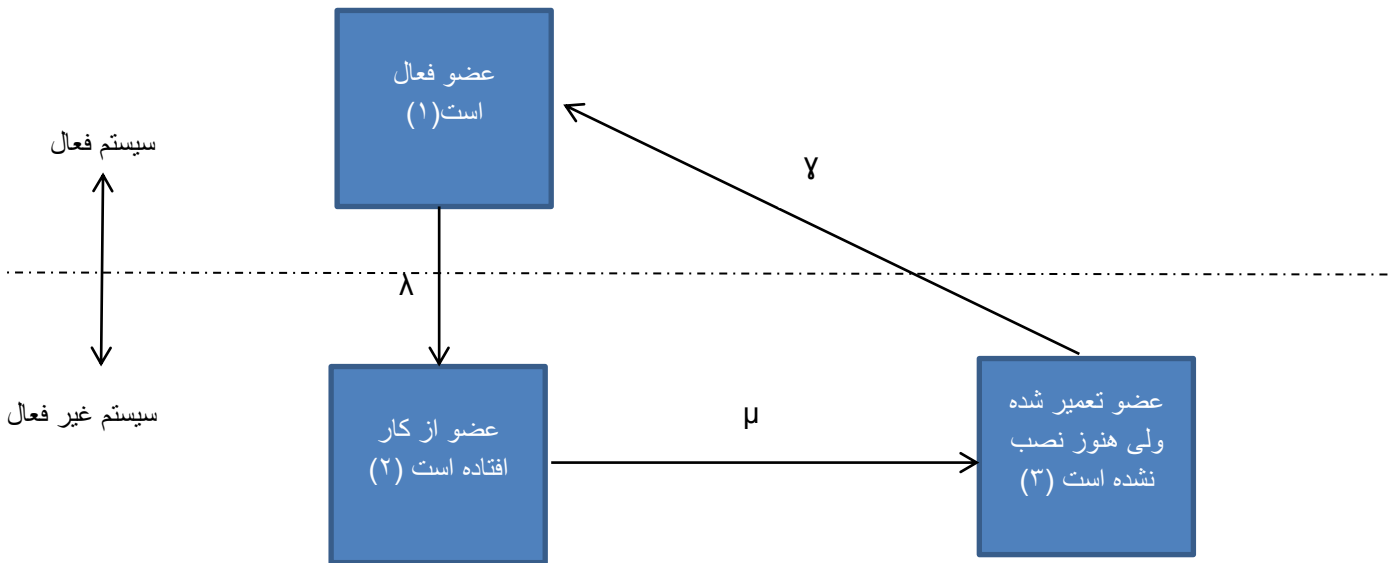 عضو فعال
است(۱)
سیستم فعال
ɣ
λ
سیستم غیر فعال
عضو از کار
افتاده است (۲)
μ
عضو تعمیر شده
ولی هنوز نصب
نشده است (۳)